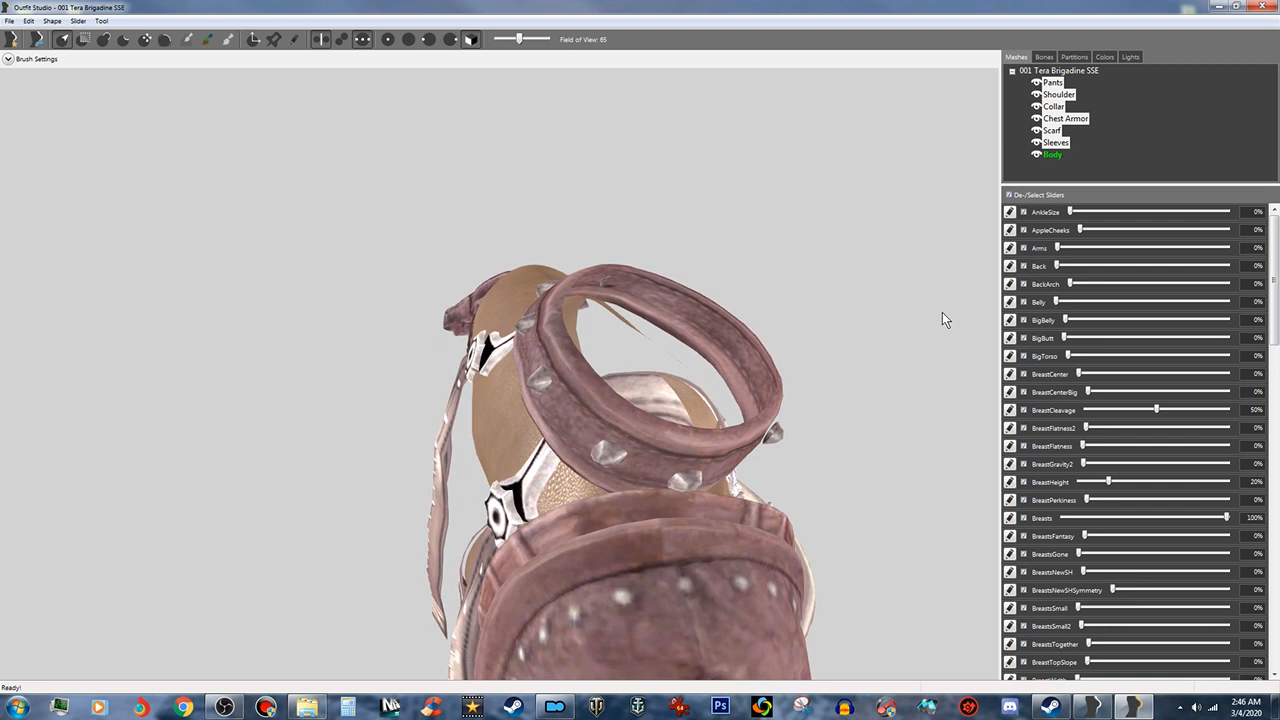 Outfit Studio - 001 Tera Brigadine SSE
File Edit Shape Slider Tool
Field of View: 65
Brush Settings
Meshes Bones Partitions Colors Lights
001 Tera Brigadine SSE
Pants
Shoulder
Collar
Chest Armor
Scarf
Sleeves
Body
De-/Select Sliders
AnkleSize 0%
AppleCheeks 0%
Arms 0%
Back 0%
BackArch 0%
Belly 0%
BigBelly 0%
BigButt 0%
BigTorso 0%
BreastCenter 0%
BreastCenterBig 0%
BreastCleavage 50%
BreastFlatness2 0%
BreastFlatness 0%
BreastGravity2 0%
BreastHeight 20%
BreastPerkiness 0%
Breasts 100%
BreastsFantasy 0%
BreastsGone 0%
BreastsNewSH 0%
BreastsNewSHSymmetry 0%
BreastsSmall 0%
BreastsSmall2 0%
BreastsTogether 0%
BreastTopSlope 0%
Ready!
Ps
2:46 AM
3/4/2020